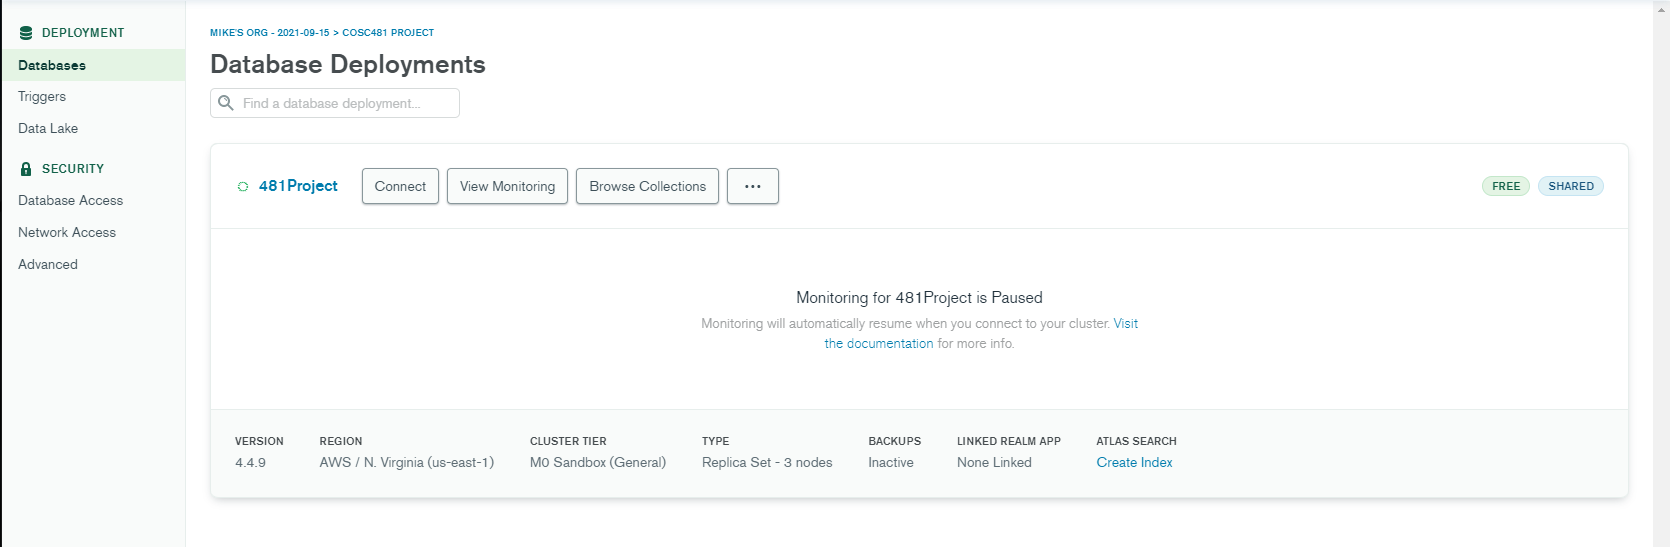 DEPLOYMENT
Databases
Triggers
Data Lake
SECURITY
Database Access
Network Access
Advanced
MIKE'S ORG - 2021-09-15 > COSC481 PROJECT
Database Deployments
Find a database deployment...
481Project
Connect
View Monitoring
Browse Collections
...
FREE
SHARED
Monitoring for 481Project is Paused
Monitoring will automatically resume when you connect to your cluster. Visit
the documentation for more info.
VERSION REGION CLUSTER TIER TYPE BACKUPS LINKED REALM APP ATLAS SEARCH
4.4.9 AWS / N. Virginia (us-east-1) M0 Sandbox (General) Replica Set - 3 nodes Inactive None Linked Create Index